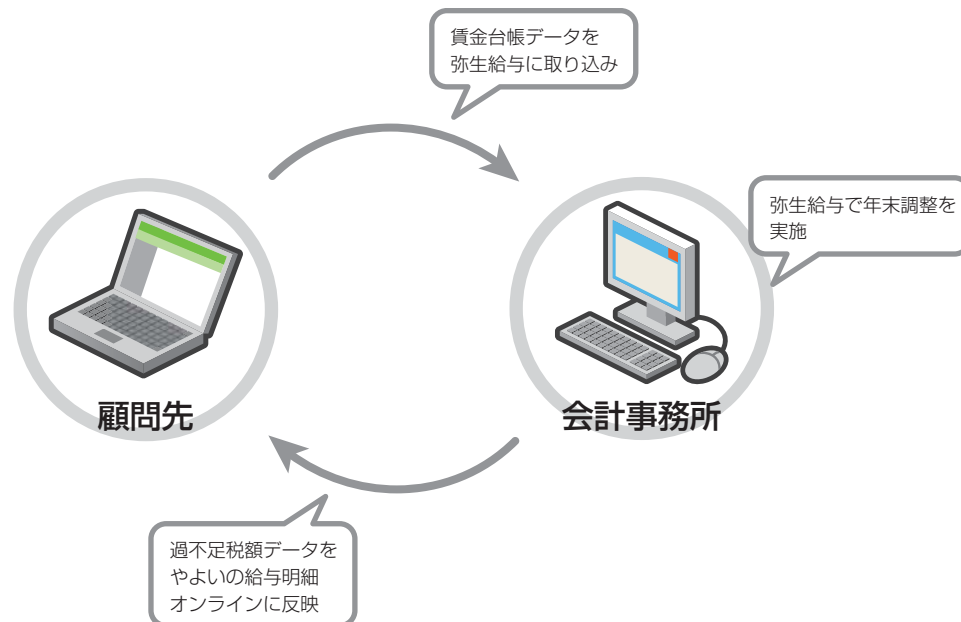 賃金台帳データを
弥生給与に取り込み
弥生給与で年末調整を
実施
顧問先
会計事務所
過不足税額データを
やよいの給与明細
オンラインに反映